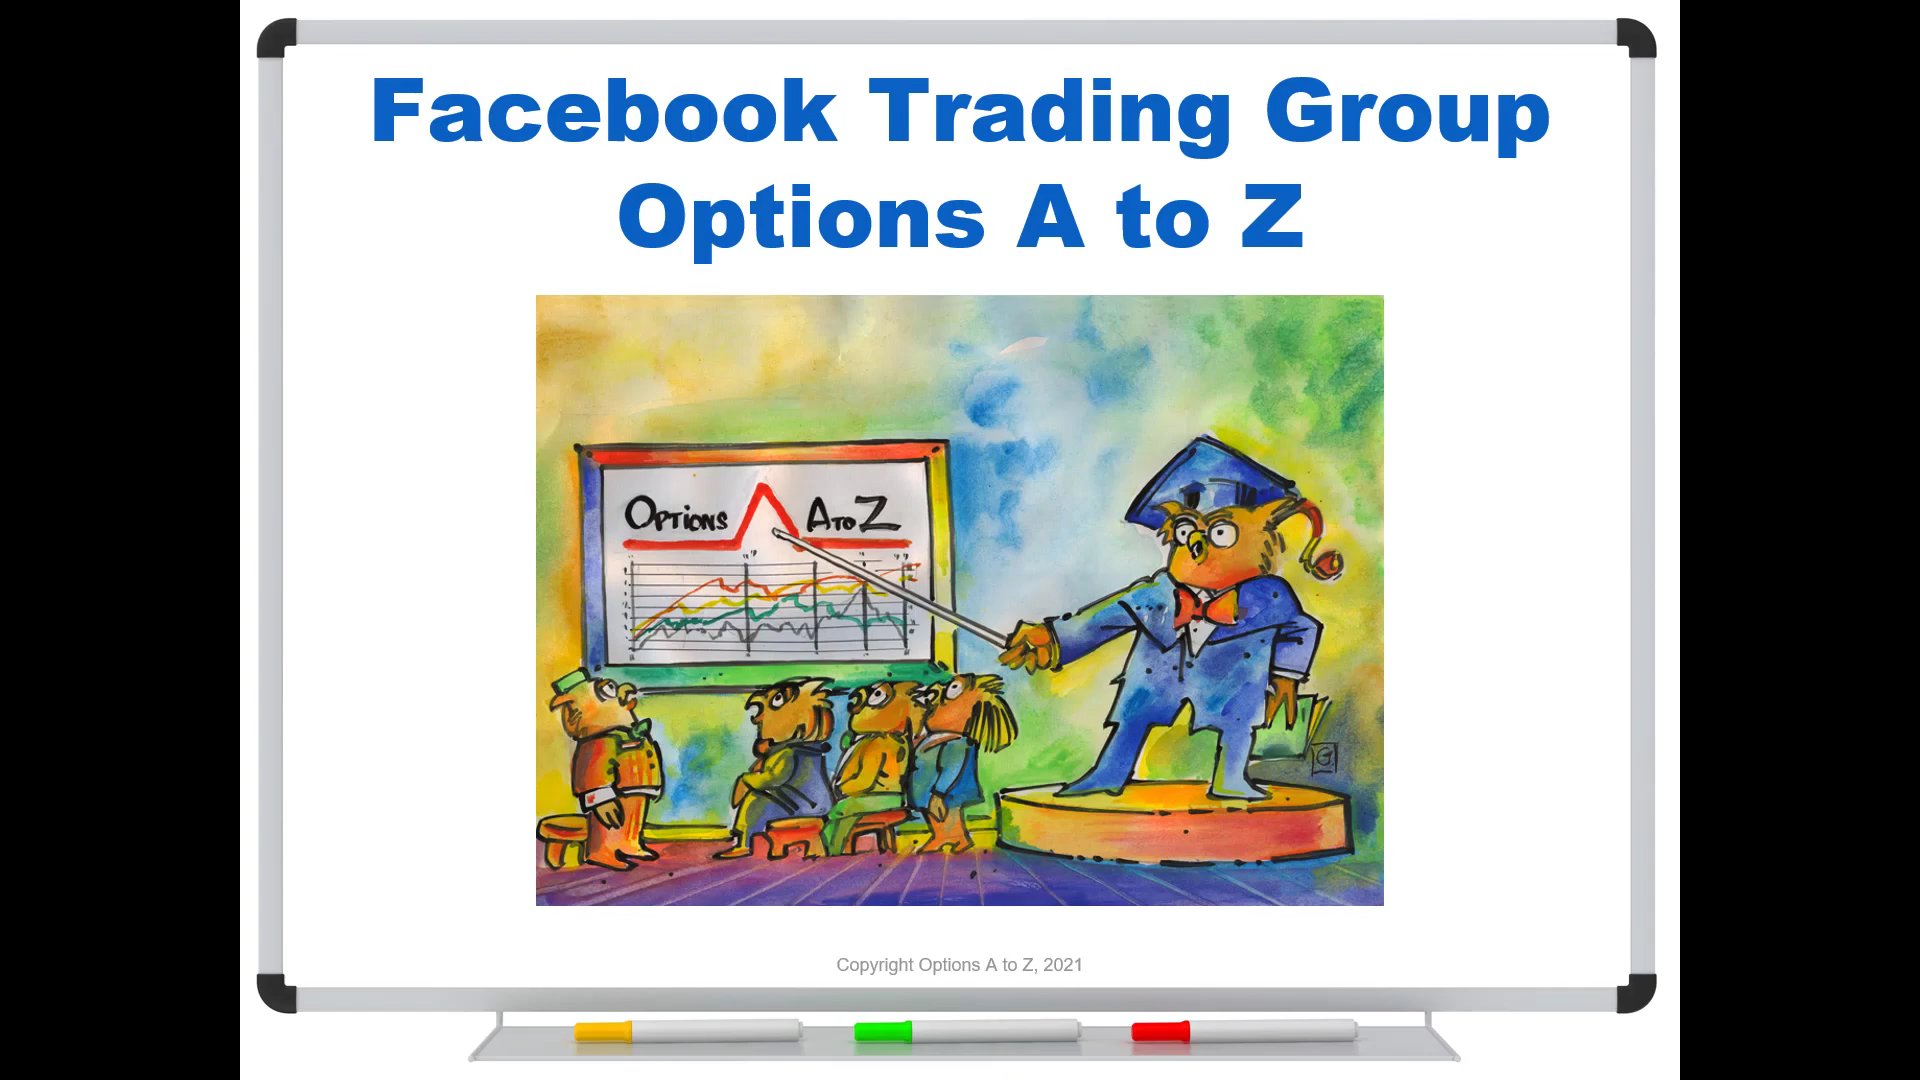 Facebook Trading Group
Options A to Z
OPTIONS A TO Z
G
Copyright Options A to Z, 2021